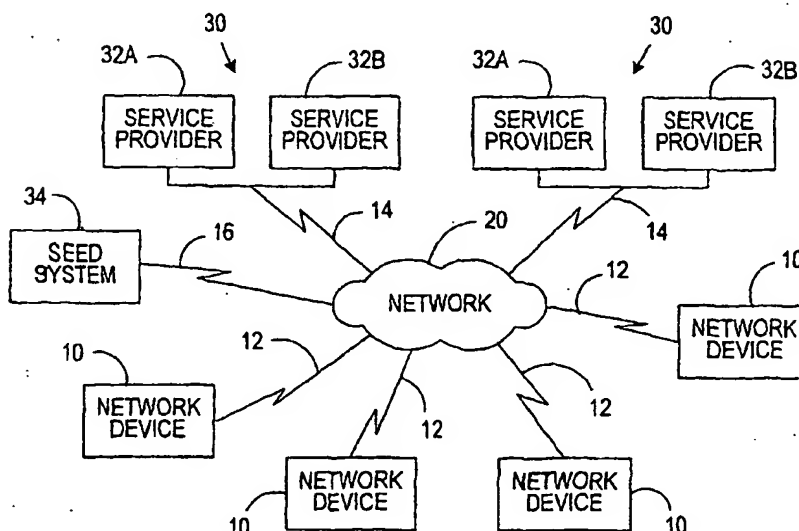 30
30
32A
32B
32A
32B
SERVICE
PROVIDER
SERVICE
PROVIDER
SERVICE
PROVIDER
SERVICE
PROVIDER
34
16
14
20
14
SEED
SYSTEM
NETWORK
12
10
NETWORK
DEVICE
10
12
12
12
NETWORK
DEVICE
NETWORK
DEVICE
NETWORK
DEVICE
10
10